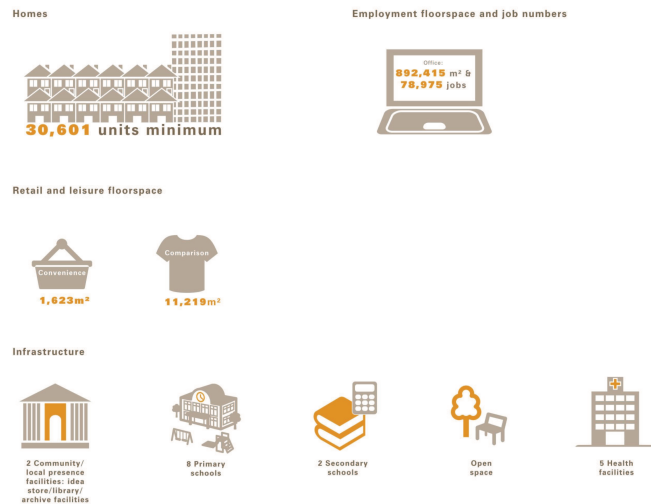 Homes
Employment floorspace and job numbers
Office:
892,415 m² &
78,975 jobs
30,601 units minimum
Retail and leisure floorspace
Convenience
1,623m²
Comparison
11,219m²
Infrastructure
2 Community/
local presence
facilities: idea
store/library/
archive facilities
8 Primary
schools
2 Secondary
schools
Open
space
5 Health
facilities